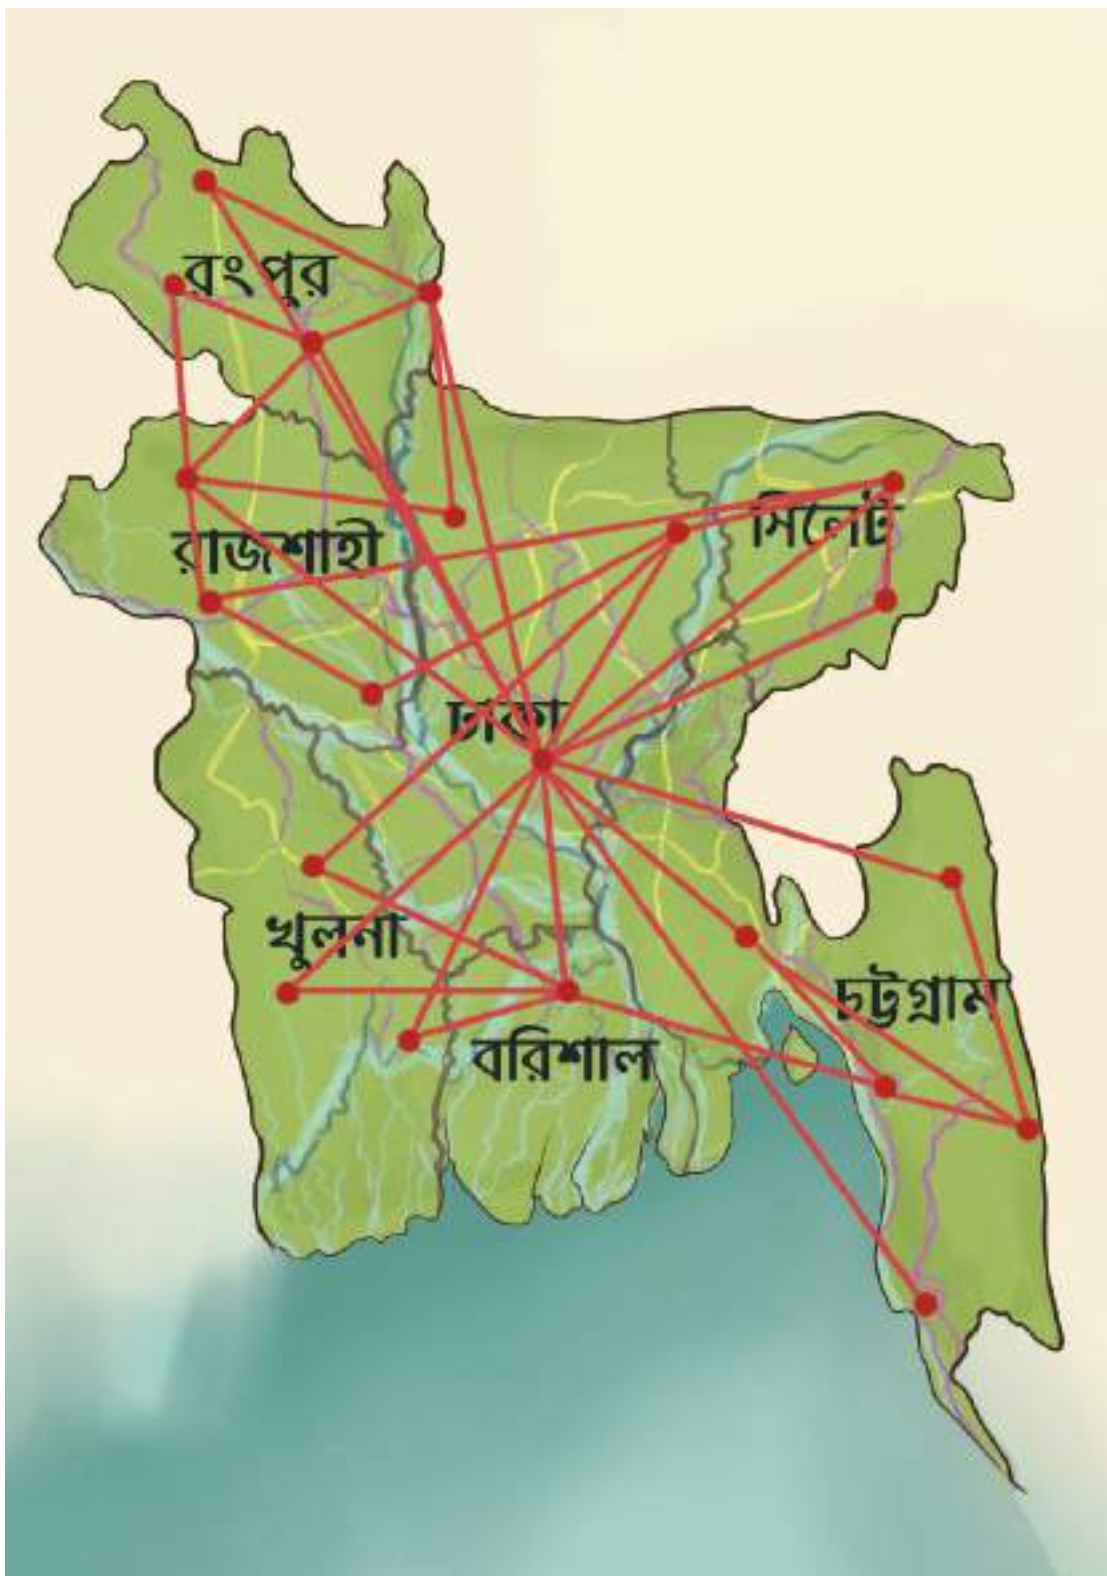 রংপুর
রাজশাহী
সিলেট
ঢাকা
খুলনা
চট্টগ্রাম
বরিশাল